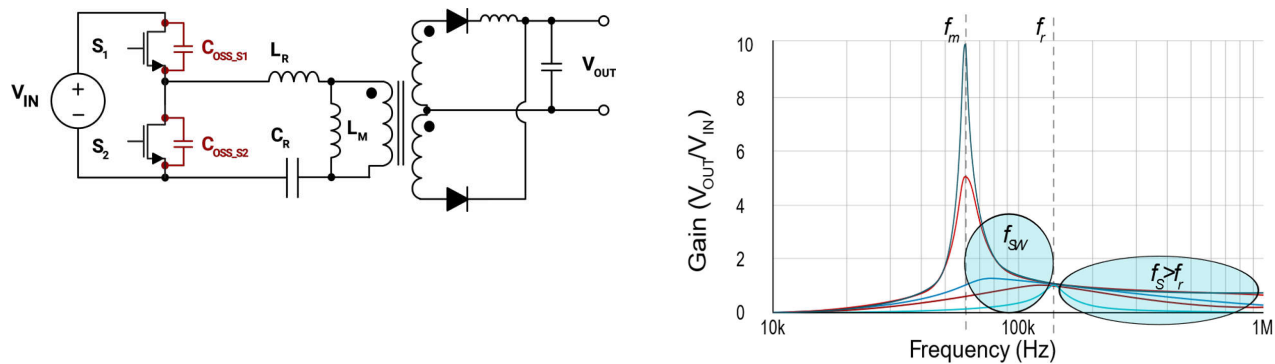 S1
COSS_S1
LR
VIN
+
−
S2
COSS_S2
CR
LM
VOUT
fm
fr
10
8
6
4
2
0
Gain (VOUT/VIN)
fSW
fS>fr
10k
100k
1M
Frequency (Hz)